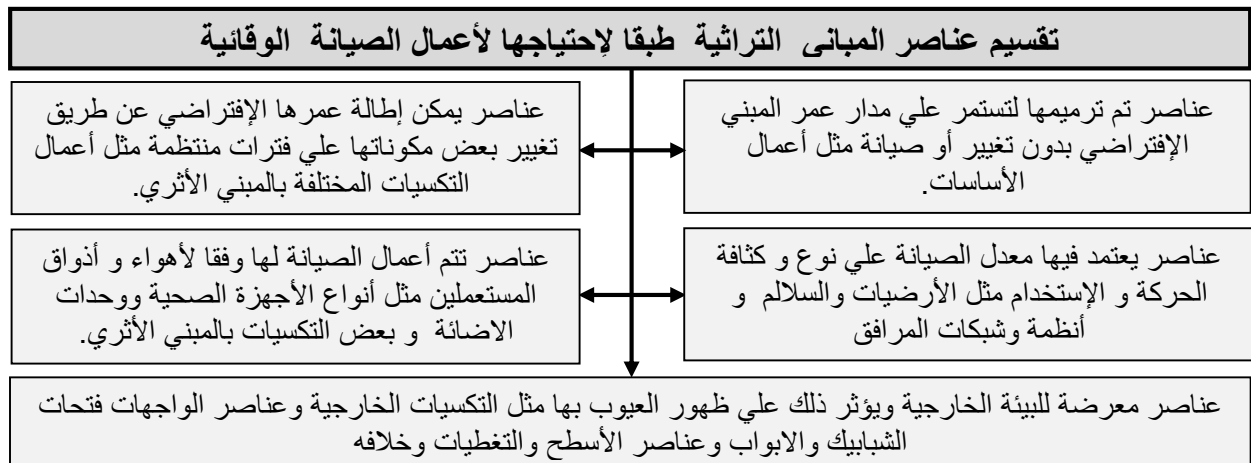 تقسيم عناصر المبانى التراثية طبقا لإحتياجها لأعمال الصيانة الوقائية
عناصر تم ترميمها لتستمر علي مدار عمر المبني
الإفتراضي بدون تغيير أو صيانة مثل أعمال
الأساسات.
عناصر يمكن إطالة عمرها الإفتراضي عن طريق
تغيير بعض مكوناتها علي فترات منتظمة مثل أعمال
التكسيات المختلفة بالمبني الأثري.
عناصر يعتمد فيها معدل الصيانة علي نوع و كثافة
الحركة و الإستخدام مثل الأرضيات والسلالم و
أنظمة وشبكات المرافق
عناصر تتم أعمال الصيانة لها وفقا لأهواء و أذواق
المستعملين مثل أنواع الأجهزة الصحية ووحدات
الاضائة و بعض التكسيات بالمبني الأثري.
عناصر معرضة للبيئة الخارجية ويؤثر ذلك علي ظهور العيوب بها مثل التكسيات الخارجية وعناصر الواجهات فتحات
الشبابيك والابواب وعناصر الأسطح والتغطيات وخلافه